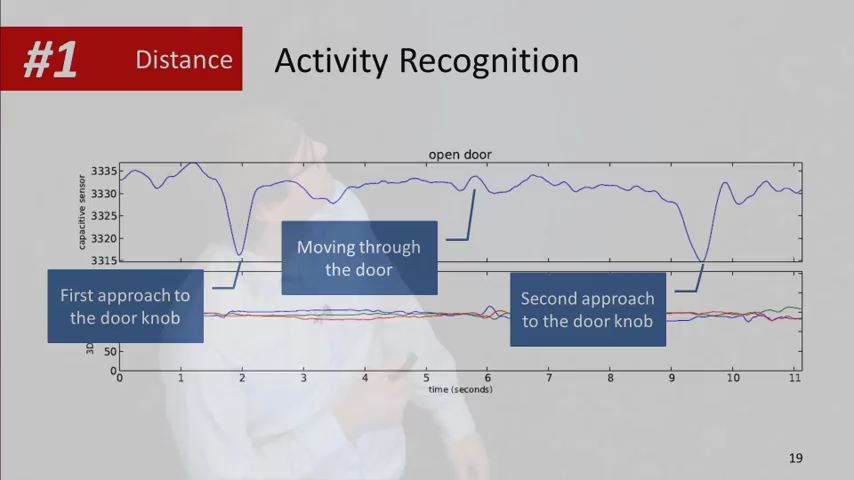 #1
Distance
Activity Recognition
open door
capacitive sensor
3335
3330
3325
3320
3315
Moving through
the door
First approach to
the door knob
Second approach
to the door knob
3D
50
0
0 1 2 3 4 5 6 7 8 9 10 11
time (seconds)
19